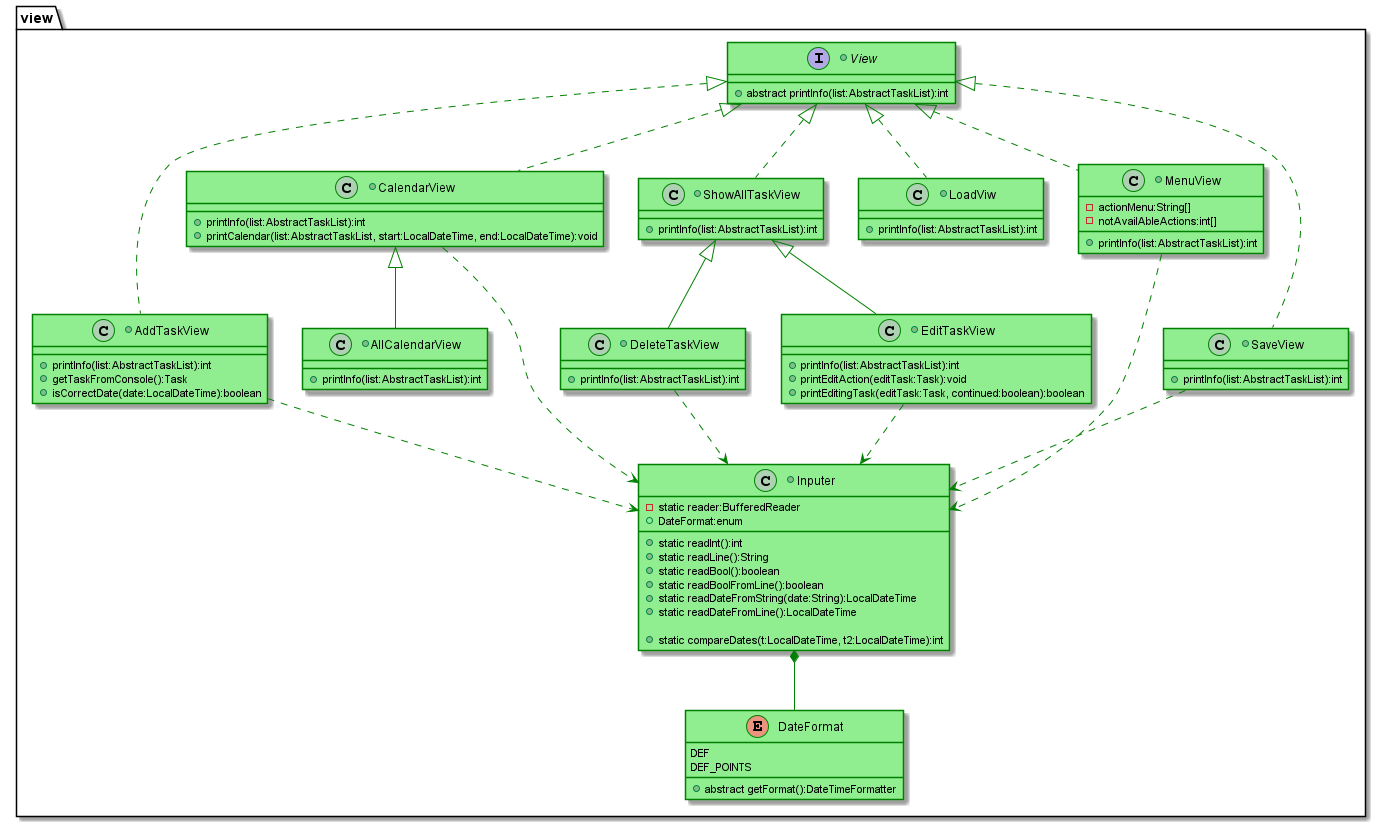 view
I View
abstract printInfo(list:AbstractTaskList):int
C CalendarView
printInfo(list:AbstractTaskList):int
printCalendar(list:AbstractTaskList, start:LocalDateTime, end:LocalDateTime):void
C ShowAllTaskView
printInfo(list:AbstractTaskList):int
C LoadViw
printInfo(list:AbstractTaskList):int
C MenuView
actionMenu:String[]
notAvailAbleActions:int[]
printInfo(list:AbstractTaskList):int
C AddTaskView
printInfo(list:AbstractTaskList):int
getTaskFromConsole():Task
isCorrectDate(date:LocalDateTime):boolean
C AllCalendarView
printInfo(list:AbstractTaskList):int
C DeleteTaskView
printInfo(list:AbstractTaskList):int
C EditTaskView
printInfo(list:AbstractTaskList):int
printEditAction(editTask:Task):void
printEditingTask(editTask:Task, continued:boolean):boolean
C SaveView
printInfo(list:AbstractTaskList):int
C Inputer
static reader:BufferedReader
DateFormat:enum
static readInt():int
static readLine():String
static readBool():boolean
static readBoolFromLine():boolean
static readDateFromString(date:String):LocalDateTime
static readDateFromLine():LocalDateTime
static compareDates(t:LocalDateTime, t2:LocalDateTime):int
E DateFormat
DEF
DEF_POINTS
abstract getFormat():DateTimeFormatter